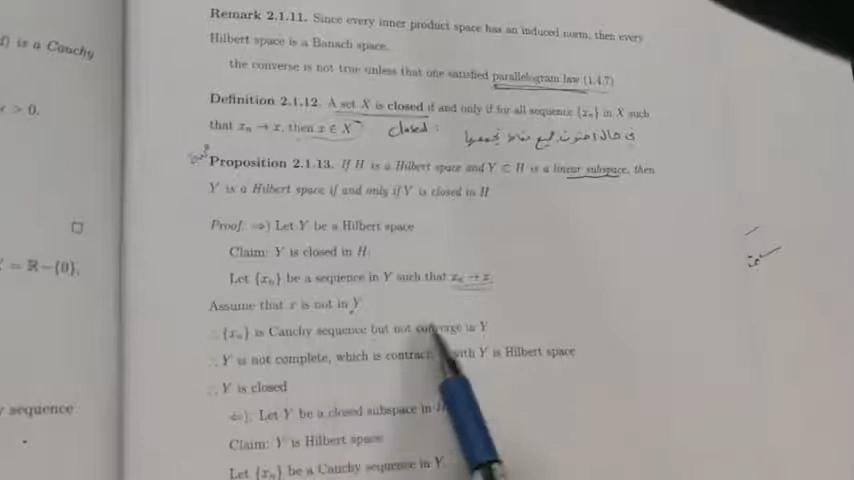 f) is a Cauchy
> 0.
□
= ℝ−{0},
y sequence
Remark 2.1.11. Since every inner product space has an induced norm, then every
Hilbert space is a Banach space.
the converse is not true unless that one satisfied parallelogram law (1.4.7)
Definition 2.1.12. A set X is closed if and only if for all sequence {xₙ} in X such
that xₙ → x, then x ∈ X closed :
Proposition 2.1.13. If H is a Hilbert space and Y ⊂ H is a linear subspace, then
Y is a Hilbert space if and only if Y is closed in H
Proof: ⇒) Let Y be a Hilbert space
Claim: Y is closed in H.
Let {xₙ} be a sequence in Y such that xₙ → x.
Assume that x is not in Y
∴ {xₙ} is Cauchy sequence but not converge in Y
∴ Y is not complete, which is contract with Y is Hilbert space
∴ Y is closed
⇐). Let Y be a closed subspace in H
Claim: Y is Hilbert space
Let {xₙ} be a Cauchy sequence in Y